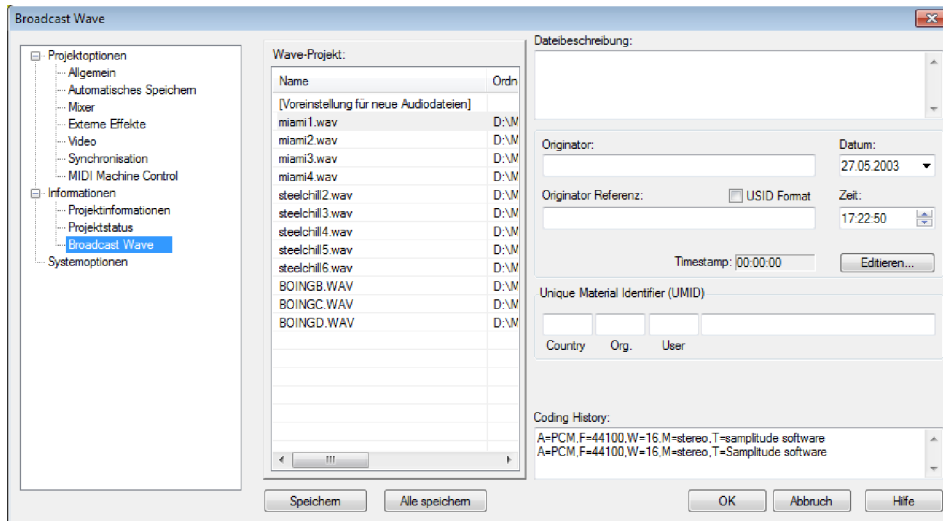 Broadcast Wave
Projektoptionen
Allgemein
Automatisches Speichern
Mixer
Externe Effekte
Video
Synchronisation
MIDI Machine Control
Informationen
Projektinformationen
Projektstatus
Broadcast Wave
Systemoptionen
Wave-Projekt:
Name Ordn
[Voreinstellung für neue Audiodateien]
miami1.wav D:\M
miami2.wav D:\M
miami3.wav D:\M
miami4.wav D:\M
steelchill2.wav D:\M
steelchill3.wav D:\M
steelchill4.wav D:\M
steelchill5.wav D:\M
steelchill6.wav D:\M
BOINGB.WAV D:\M
BOINGC.WAV D:\M
BOINGD.WAV D:\M
Speichern Alle speichern
Dateibeschreibung:
Originator: Datum:
27.05.2003
Originator Referenz: USID Format Zeit:
17:22:50
Timestamp: 00:00:00 Editieren...
Unique Material Identifier (UMID)
Country Org. User
Coding History:
A=PCM,F=44100,W=16,M=stereo,T=samplitude software
A=PCM,F=44100,W=16,M=stereo,T=Samplitude software
OK Abbruch Hilfe